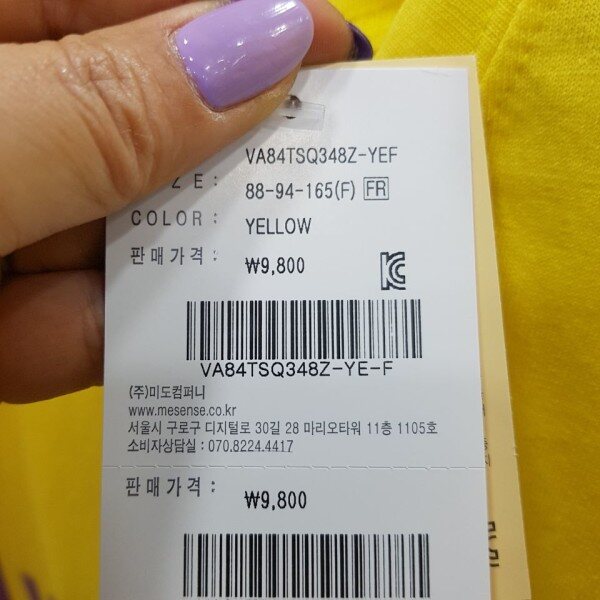 VA84TSQ348Z-YEF
ZE: 88-94-165(F) FR
COLOR: YELLOW
판매가격: ₩9,800
KC
VA84TSQ348Z-YE-F
(주)미도컴퍼니
www.mesense.co.kr
서울시 구로구 디지털로 30길 28 마리오타워 11층 1105호
소비자상담실 : 070.8224.4417
판매가격: ₩9,800